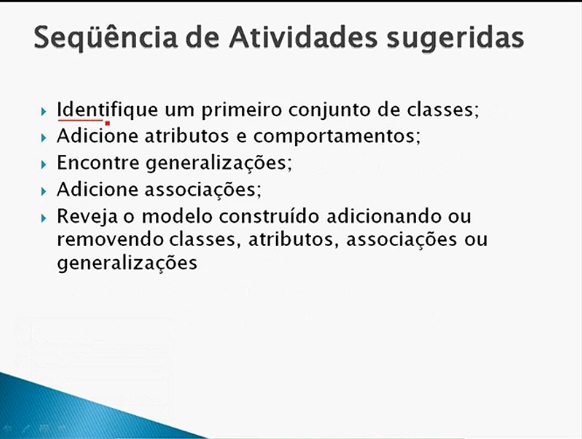 Seqüência de Atividades sugeridas
Identifique um primeiro conjunto de classes;
Adicione atributos e comportamentos;
Encontre generalizações;
Adicione associações;
Reveja o modelo construído adicionando ou
removendo classes, atributos, associações ou
generalizações